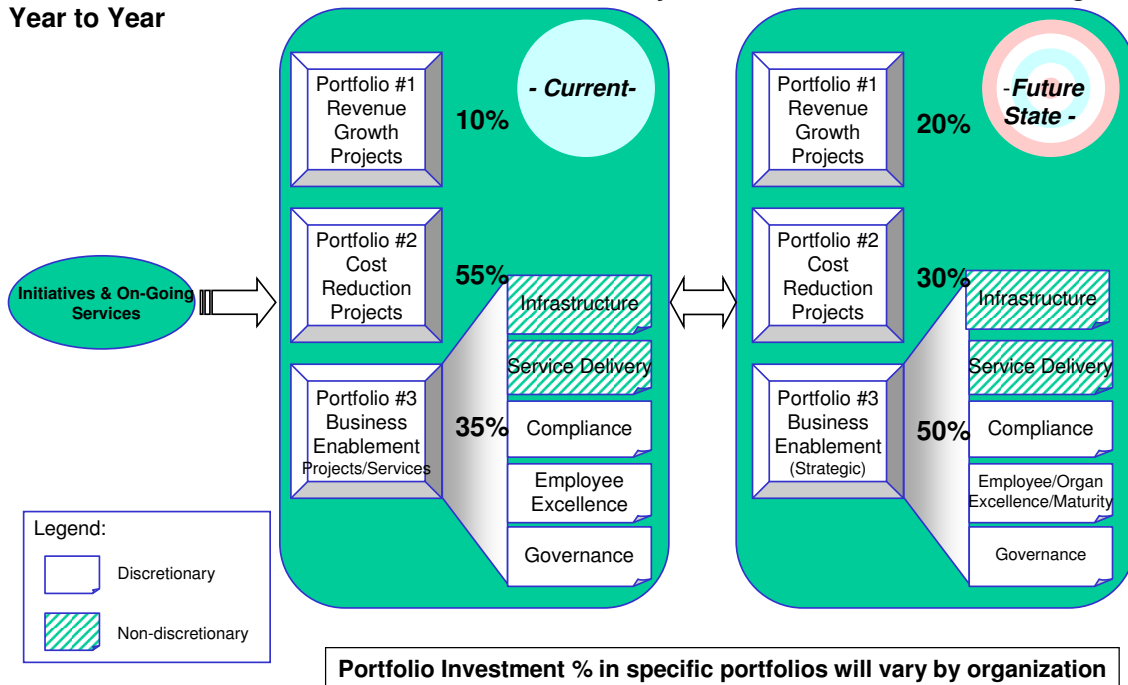 Year to Year
- Current-
Portfolio #1
Revenue
Growth
Projects
10%
Portfolio #2
Cost
Reduction
Projects
55%
Portfolio #3
Business
Enablement
Projects/Services
35%
Infrastructure
Service Delivery
Compliance
Employee
Excellence
Governance
-Future
State -
Portfolio #1
Revenue
Growth
Projects
20%
Portfolio #2
Cost
Reduction
Projects
30%
Portfolio #3
Business
Enablement
(Strategic)
50%
Infrastructure
Service Delivery
Compliance
Employee/Organ
Excellence/Maturity
Governance
Initiatives & On-Going
Services
Legend:
Discretionary
Non-discretionary
Portfolio Investment % in specific portfolios will vary by organization